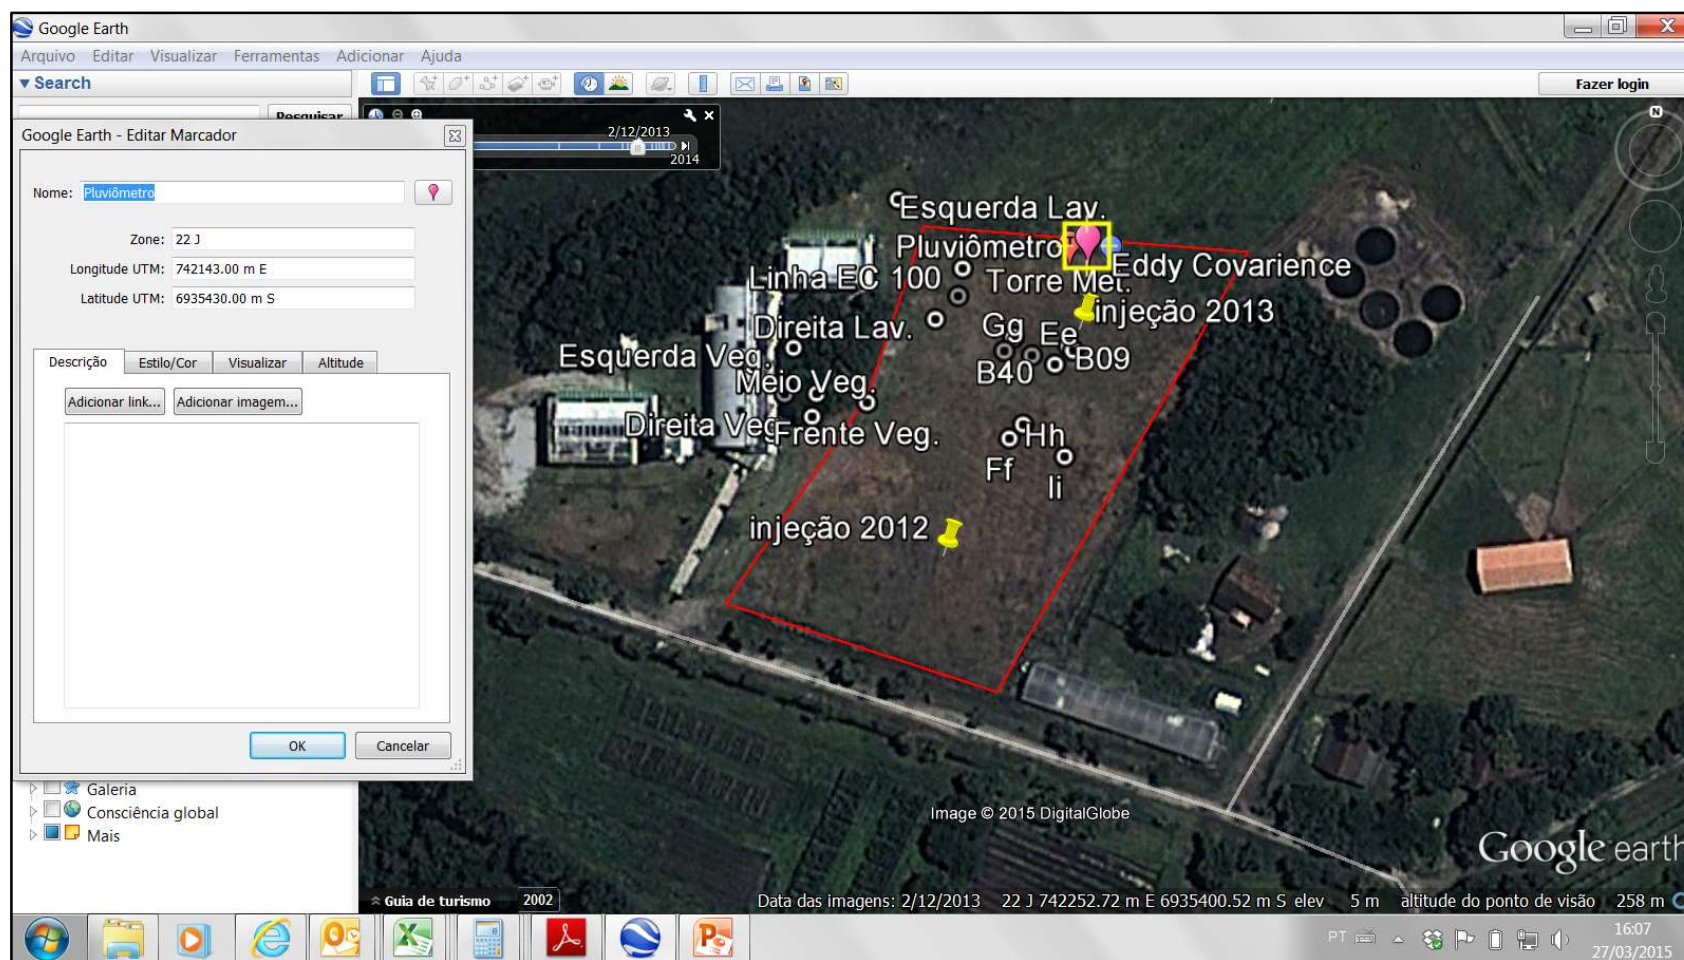 Google Earth
Arquivo Editar Visualizar Ferramentas Adicionar Ajuda
▼ Search
Fazer login
Pesquisar
Google Earth - Editar Marcador
Nome: Pluviômetro
Zone: 22 J
Longitude UTM: 742143.00 m E
Latitude UTM: 6935430.00 m S
Descrição Estilo/Cor Visualizar Altitude
Adicionar link... Adicionar imagem...
OK Cancelar
Galeria
Consciência global
Mais
2/12/2013
2014
N
Esquerda Lav.
Pluviômetro
Eddy Covarience
Linha EC 100
Torre Met.
injeção 2013
Direita Lav.
Gg
Ee
Esquerda Veg.
B40
B09
Meio Veg.
Direita Veg
Frente Veg.
Hh
Ff
Ii
injeção 2012
Image © 2015 DigitalGlobe
Google earth
Guia de turismo 2002
Data das imagens: 2/12/2013 22 J 742252.72 m E 6935400.52 m S elev 5 m altitude do ponto de visão 258 m
PT
16:07
27/03/2015